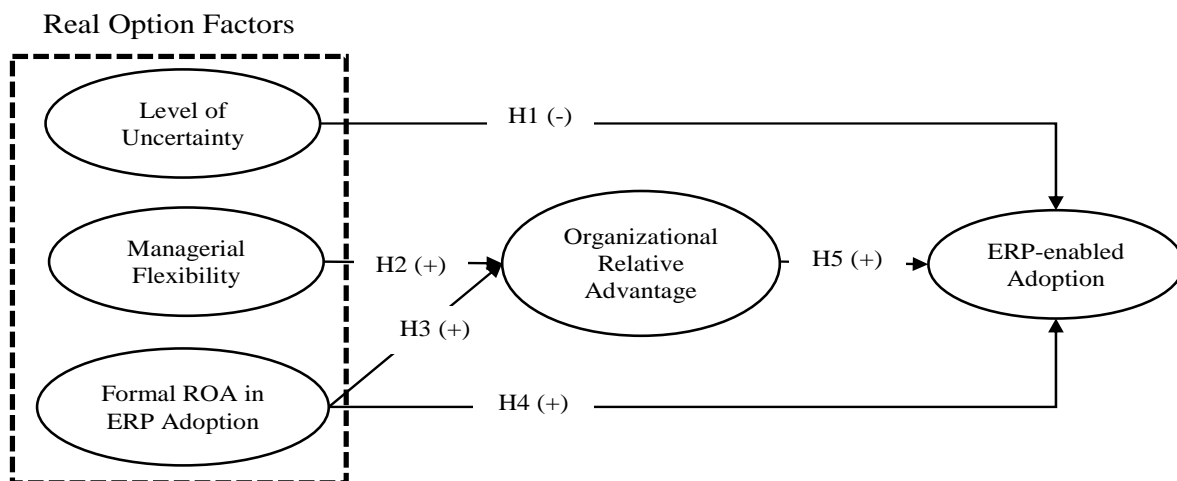 Real Option Factors
Level of
Uncertainty
H1 (-)
Managerial
Flexibility
H2 (+)
Organizational
Relative
Advantage
H5 (+)
ERP-enabled
Adoption
H3 (+)
Formal ROA in
ERP Adoption
H4 (+)